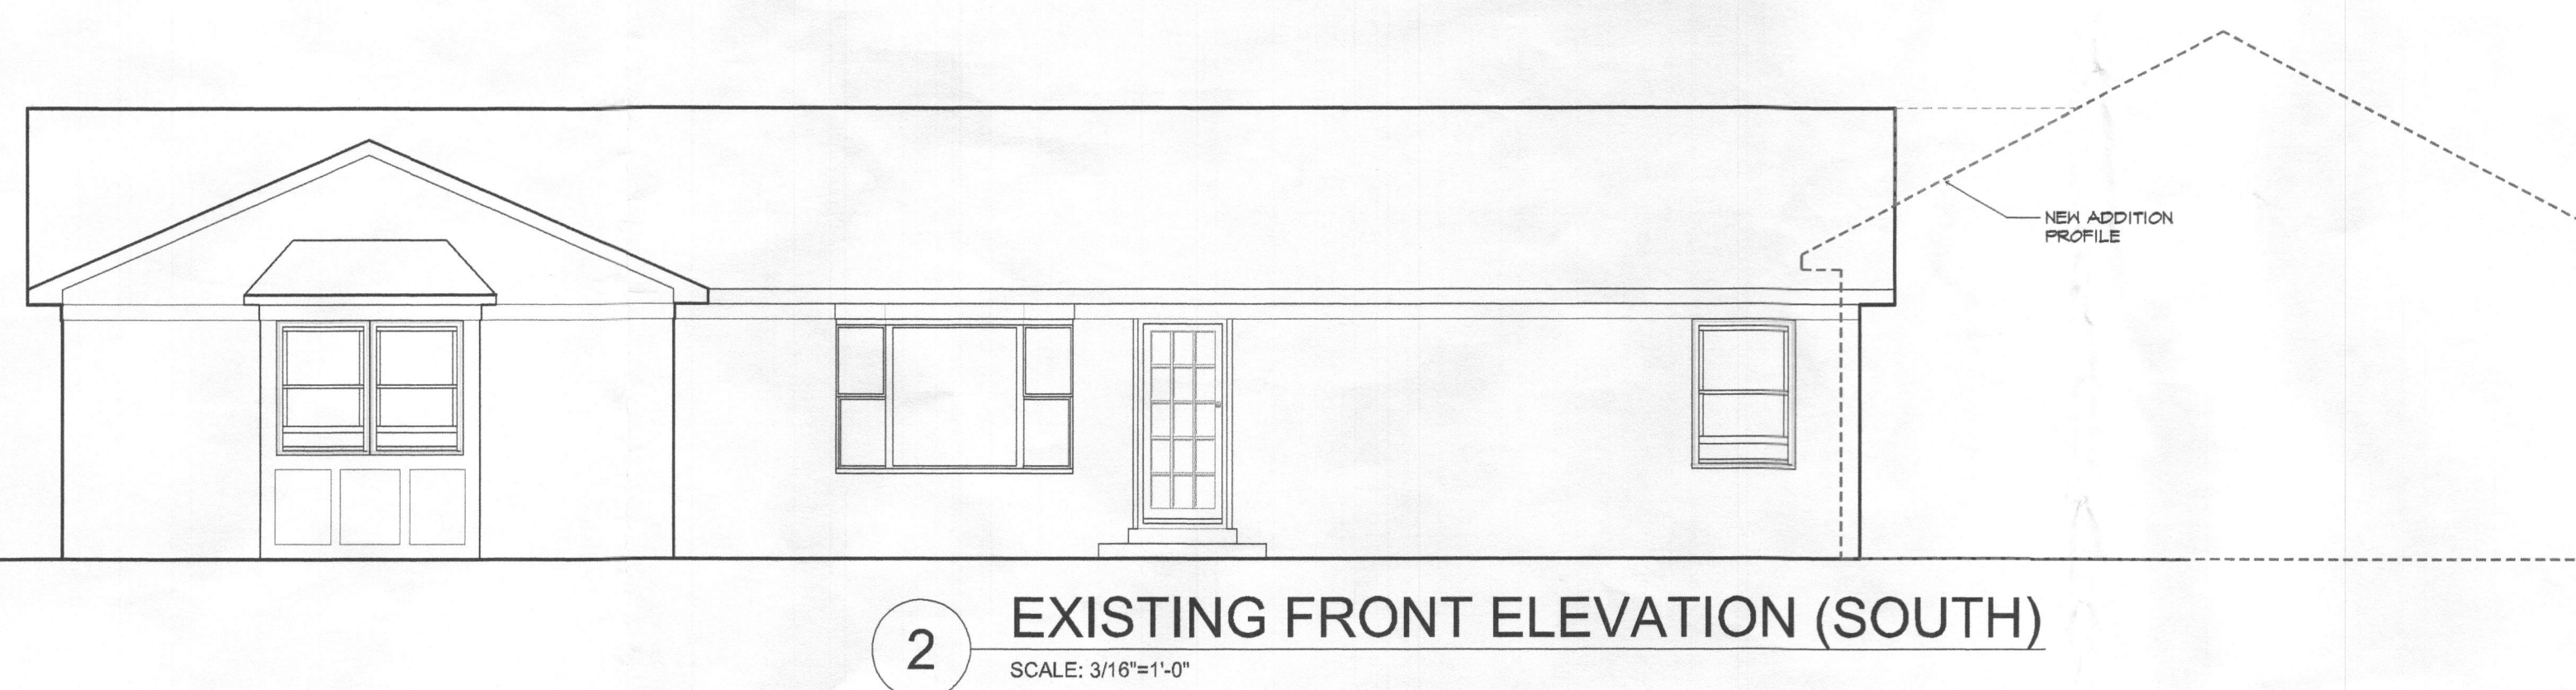 NEW ADDITION
PROFILE
2
EXISTING FRONT ELEVATION (SOUTH)
SCALE: 3/16"=1'-0"